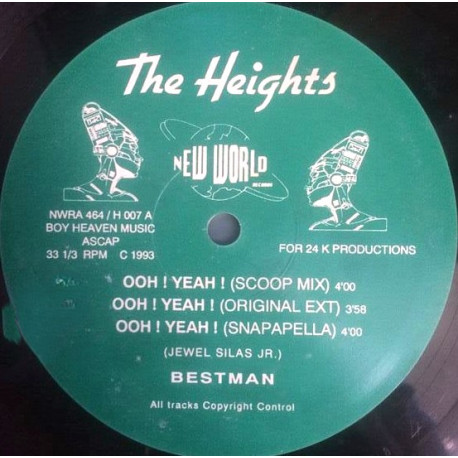 The Heights
NEW WORLD
RECORDS
NWRA 464 / H 007 A
BOY HEAVEN MUSIC
ASCAP
33 1/3 RPM C 1993
FOR 24 K PRODUCTIONS
OOH ! YEAH ! (SCOOP MIX) 4'00
OOH ! YEAH ! (ORIGINAL EXT) 3'58
OOH ! YEAH ! (SNAPAPELLA) 4'00
(JEWEL SILAS JR.)
BESTMAN
All tracks Copyright Control